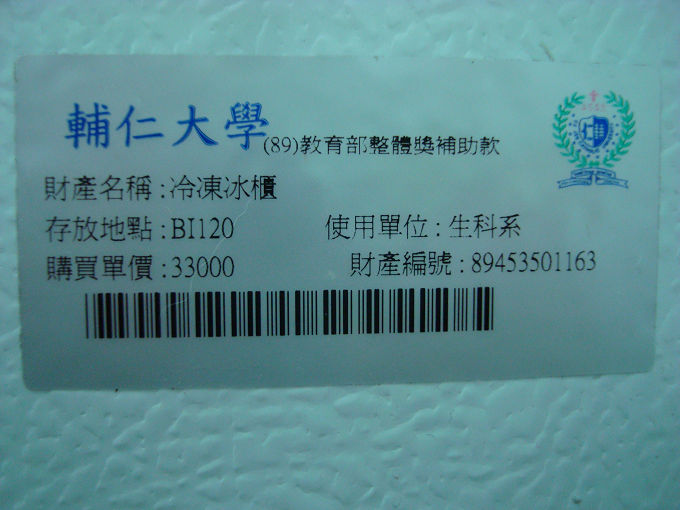 輔仁大學(89)教育部整體獎補助款
財產名稱:冷凍冰櫃
存放地點:BI120 使用單位:生科系
購買單價:33000 財產編號:89453501163